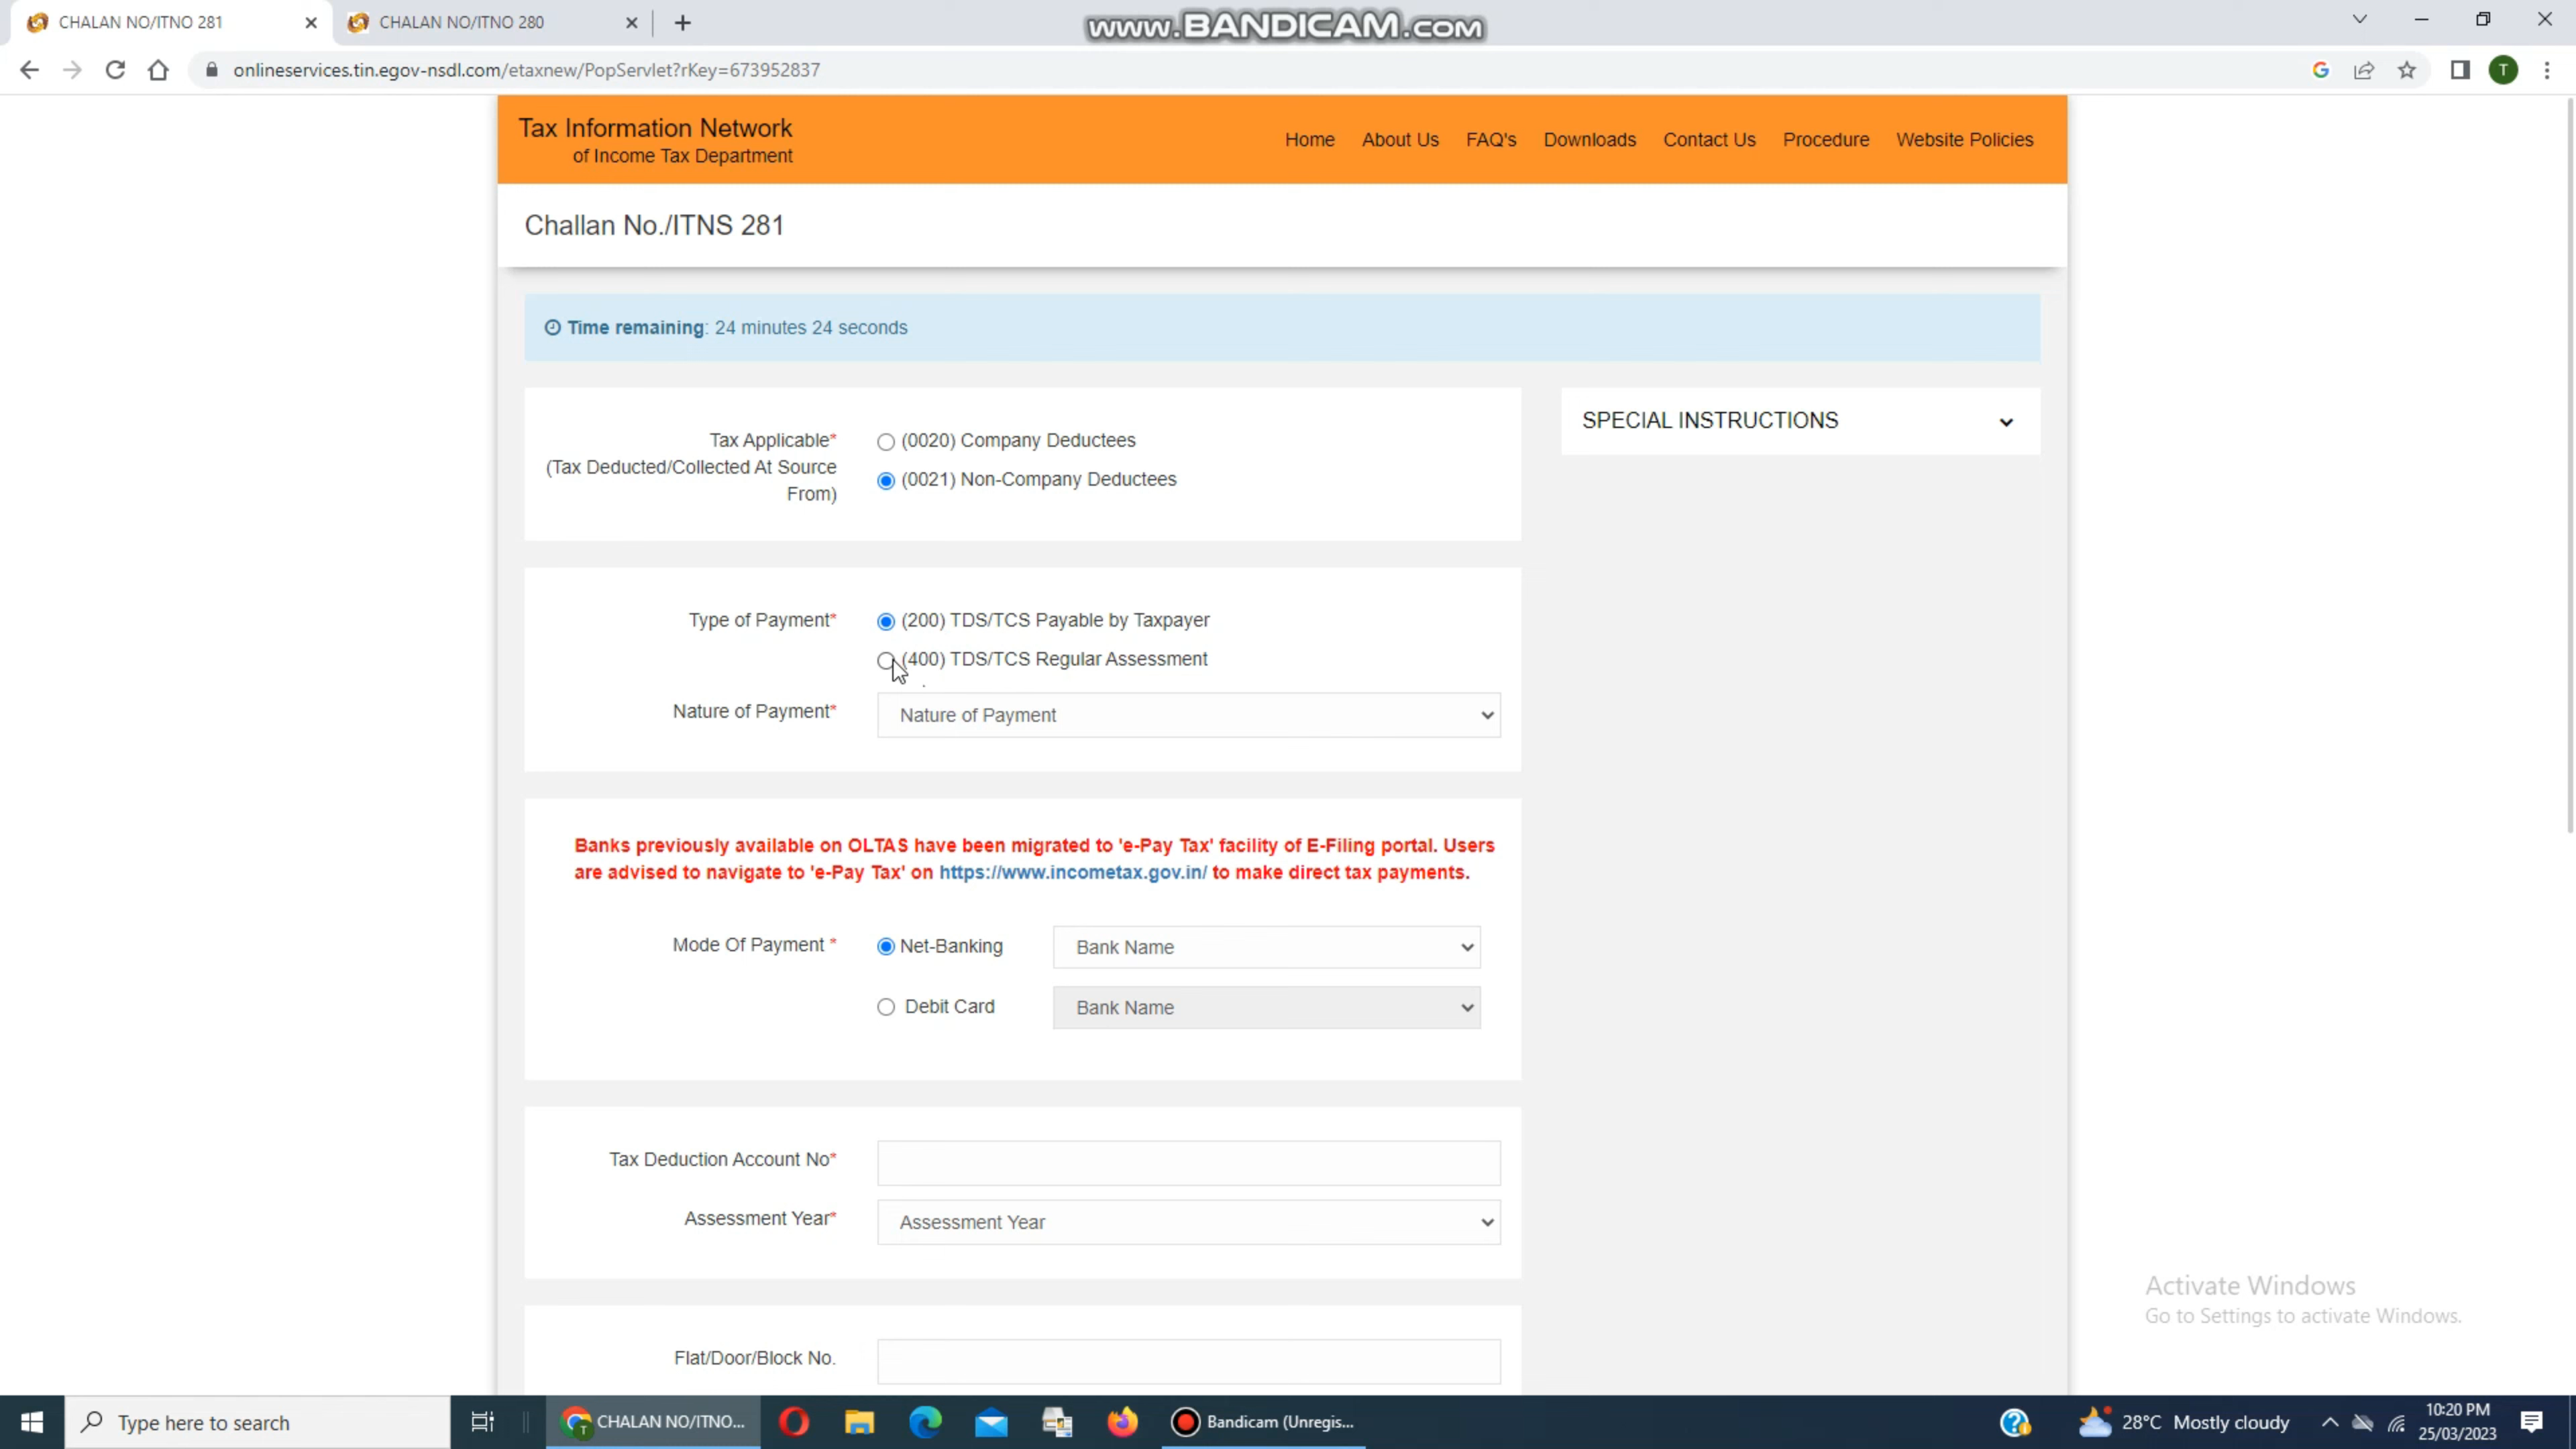 CHALAN NO/ITNO 281
CHALAN NO/ITNO 280
www.BANDICAM.com
onlineservices.tin.egov-nsdl.com/etaxnew/PopServlet?rKey=673952837
T
Tax Information Network
of Income Tax Department
Home About Us FAQ's Downloads Contact Us Procedure Website Policies
Challan No./ITNS 281
Time remaining: 24 minutes 24 seconds
Tax Applicable*
(Tax Deducted/Collected At Source
From)
(0020) Company Deductees
(0021) Non-Company Deductees
SPECIAL INSTRUCTIONS
Type of Payment*
(200) TDS/TCS Payable by Taxpayer
(400) TDS/TCS Regular Assessment
Nature of Payment*
Nature of Payment
Banks previously available on OLTAS have been migrated to 'e-Pay Tax' facility of E-Filing portal. Users
are advised to navigate to 'e-Pay Tax' on https://www.incometax.gov.in/ to make direct tax payments.
Mode Of Payment *
Net-Banking
Bank Name
Debit Card
Bank Name
Tax Deduction Account No*
Assessment Year*
Assessment Year
Flat/Door/Block No.
Activate Windows
Go to Settings to activate Windows.
Type here to search
CHALAN NO/ITNO...
Bandicam (Unregis...
28°C Mostly cloudy
10:20 PM
25/03/2023